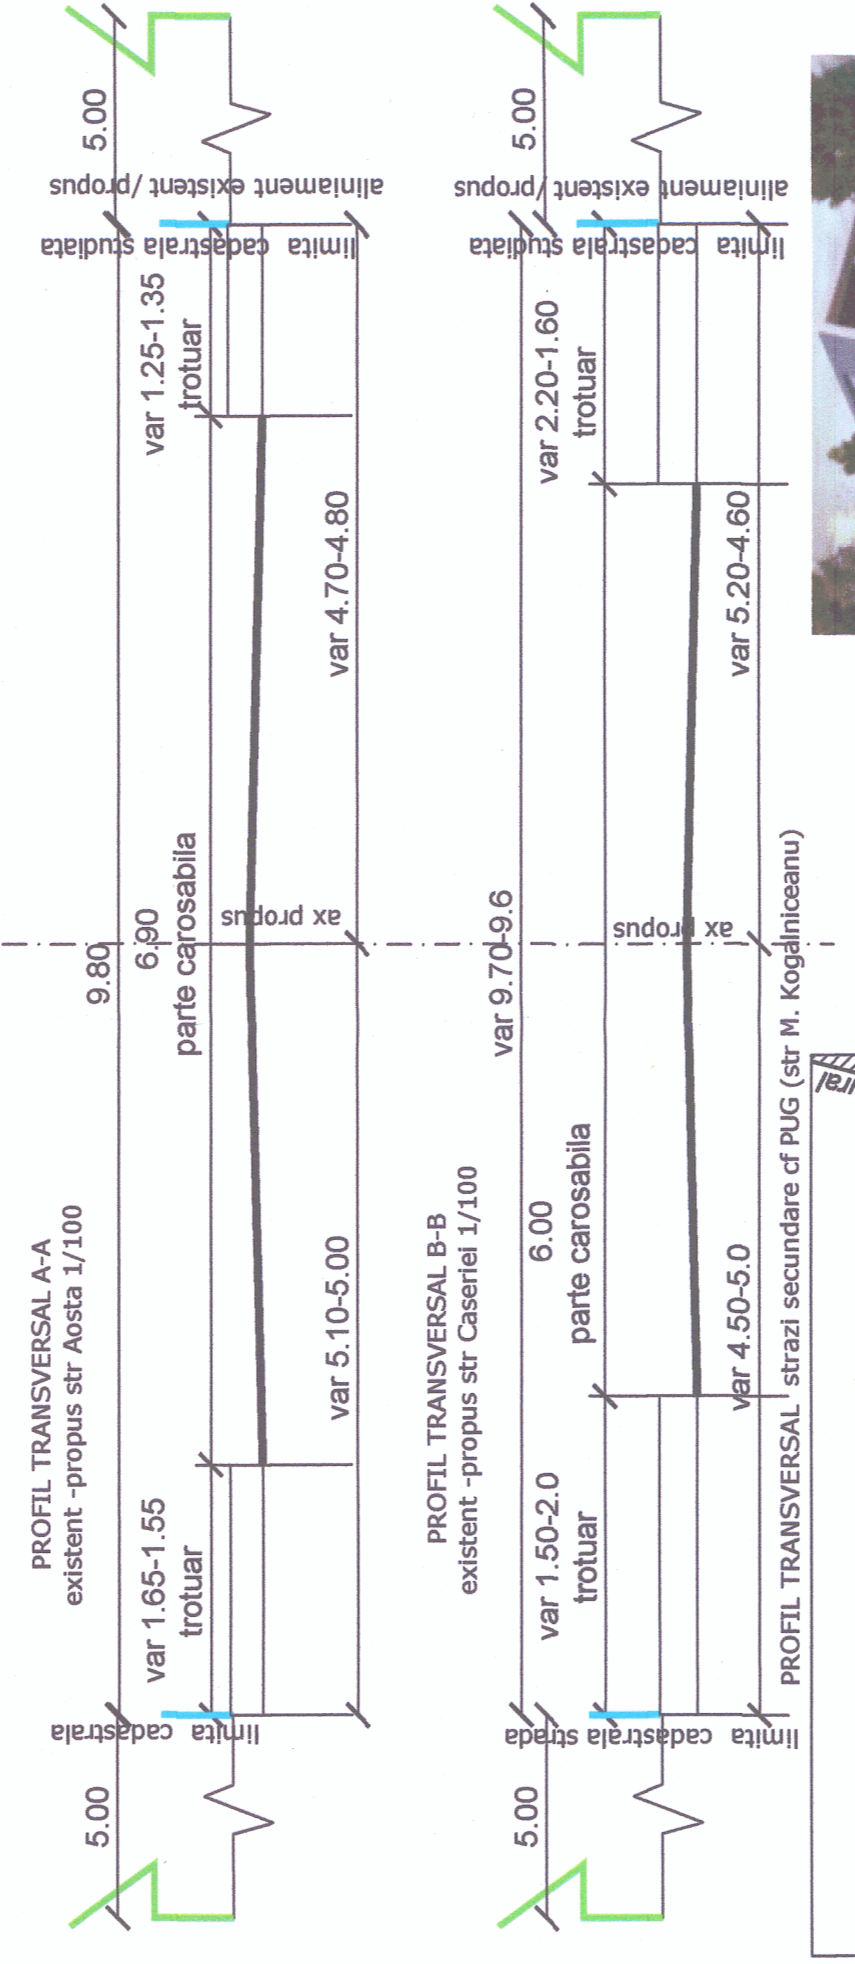 PROFIL TRANSVERSAL A-A
existent -propus str Aosta 1/100
5.00
9.80
5.00
limita cadastrala
var 1.65-1.55
trotuar
6.90
parte carosabila
var 1.25-1.35
trotuar
limita cadastrala studiata
aliniament existent /propus
ax propus
var 5.10-5.00
var 4.70-4.80
PROFIL TRANSVERSAL B-B
existent -propus str Caseriei 1/100
5.00
var 9.70-9.6
5.00
limita cadastrala strada
var 1.50-2.0
trotuar
6.00
parte carosabila
var 2.20-1.60
trotuar
limita cadastrala studiata
aliniament existent /propus
ax propus
var 4.50-5.0
var 5.20-4.60
PROFIL TRANSVERSAL strazi secundare cf PUG (str M. Kogalniceanu)